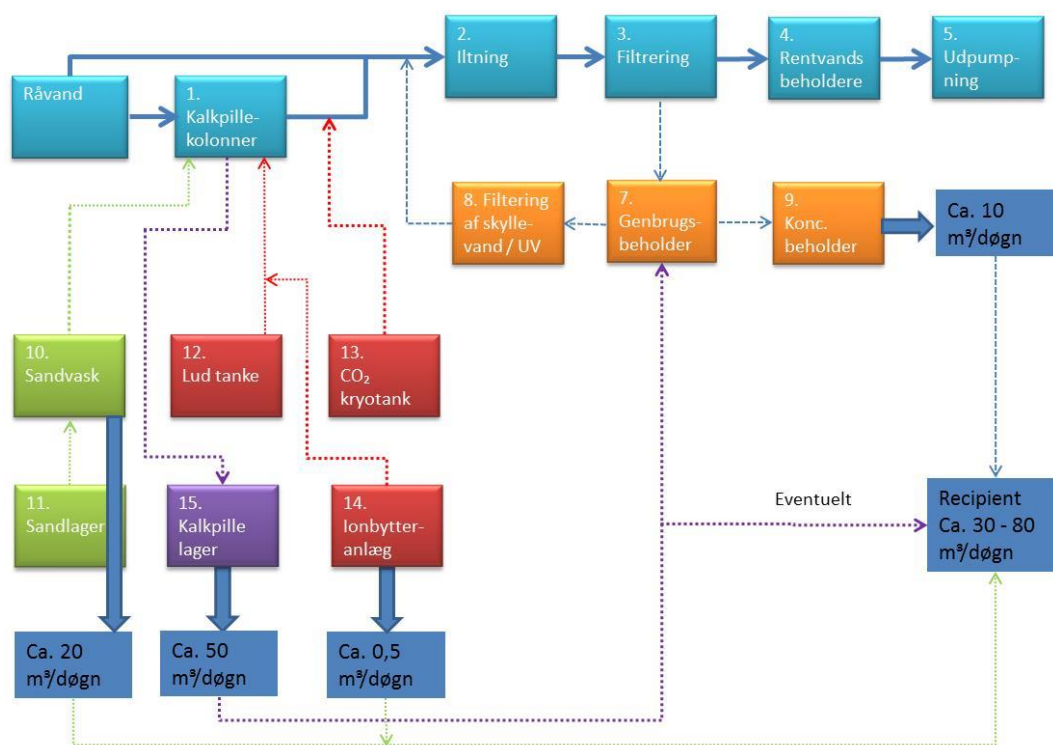 2.
Iltning
3.
Filtrering
4.
Rentvands
beholdere
5.
Udpump-
ning
Råvand
1.
Kalkpille-
kolonner
8. Filtering
af skylle-
vand / UV
7.
Genbrugs-
beholder
9.
Konc.
beholder
Ca. 10
m³/døgn
10.
Sandvask
12.
Lud tanke
13.
CO₂
kryotank
11.
Sandlager
15.
Kalkpille
lager
14.
Ionbytter-
anlæg
Eventuelt
Recipient
Ca. 30 - 80
m³/døgn
Ca. 20
m³/døgn
Ca. 50
m³/døgn
Ca. 0,5
m³/døgn